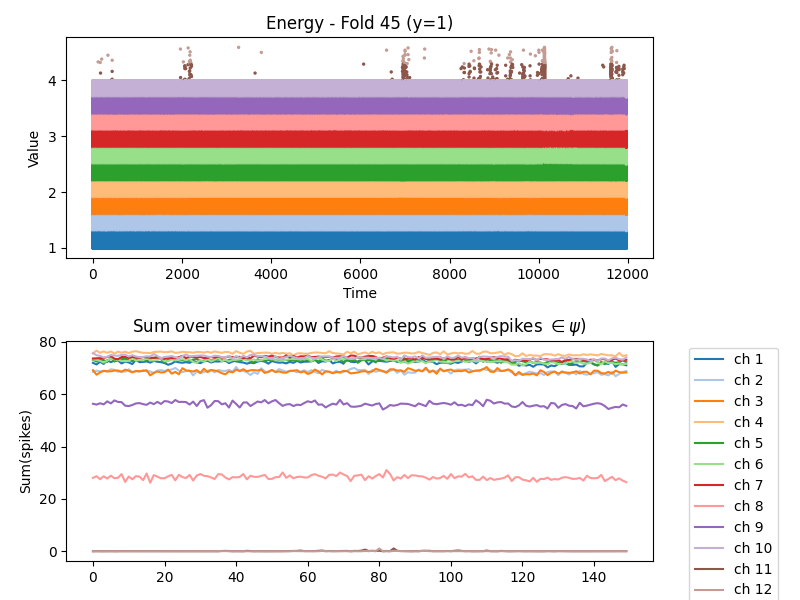 Energy - Fold 45 (y=1)
Value
4
3
2
1
0 2000 4000 6000 8000 10000 12000
Time
Sum over timewindow of 100 steps of avg(spikes ∈ψ)
Sum(spikes)
80
60
40
20
0
0 20 40 60 80 100 120 140
ch 1
ch 2
ch 3
ch 4
ch 5
ch 6
ch 7
ch 8
ch 9
ch 10
ch 11
ch 12